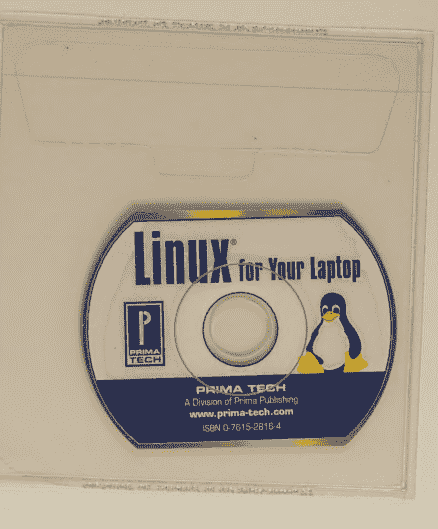 Linux®
for Your Laptop
PRIMA
TECH
PRIMA TECH
A Division of Prima Publishing
www.prima-tech.com
ISBN 0-7615-2816-4